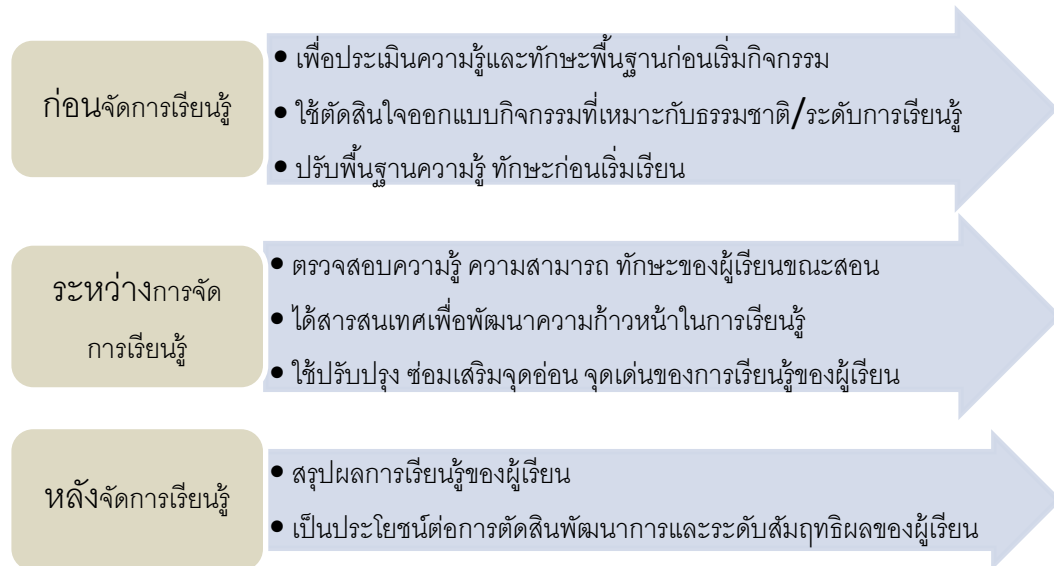 ก่อนจัดการเรียนรู้
• เพื่อประเมินความรู้และทักษะพื้นฐานก่อนเริ่มกิจกรรม
• ใช้ตัดสินใจออกแบบกิจกรรมที่เหมาะกับธรรมชาติ/ระดับการเรียนรู้
• ปรับพื้นฐานความรู้ ทักษะก่อนเริ่มเรียน
ระหว่างการจัด
การเรียนรู้
• ตรวจสอบความรู้ ความสามารถ ทักษะของผู้เรียนขณะสอน
• ได้สารสนเทศเพื่อพัฒนาความก้าวหน้าในการเรียนรู้
• ใช้ปรับปรุง ซ่อมเสริมจุดอ่อน จุดเด่นของการเรียนรู้ของผู้เรียน
หลังจัดการเรียนรู้
• สรุปผลการเรียนรู้ของผู้เรียน
• เป็นประโยชน์ต่อการตัดสินพัฒนาการและระดับสัมฤทธิผลของผู้เรียน